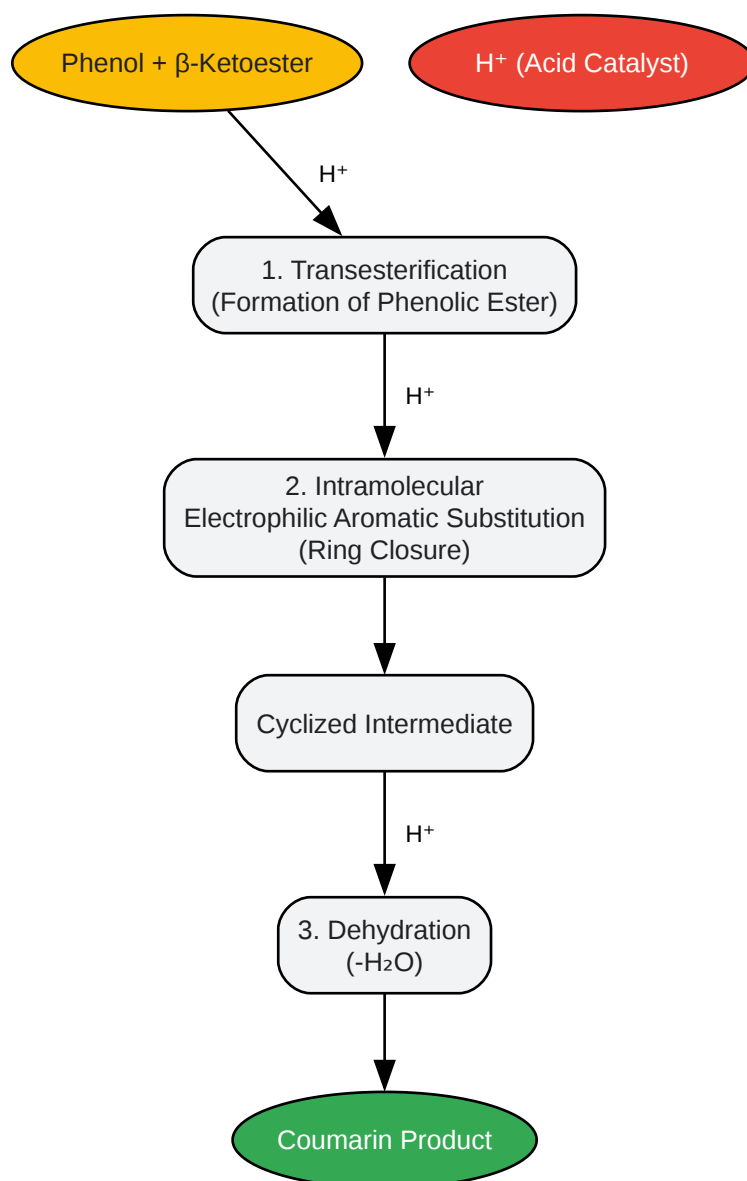 Phenol + β-Ketoester
H⁺ (Acid Catalyst)
H⁺
1. Transesterification
(Formation of Phenolic Ester)
H⁺
2. Intramolecular
Electrophilic Aromatic Substitution
(Ring Closure)
Cyclized Intermediate
H⁺
3. Dehydration
(-H₂O)
Coumarin Product